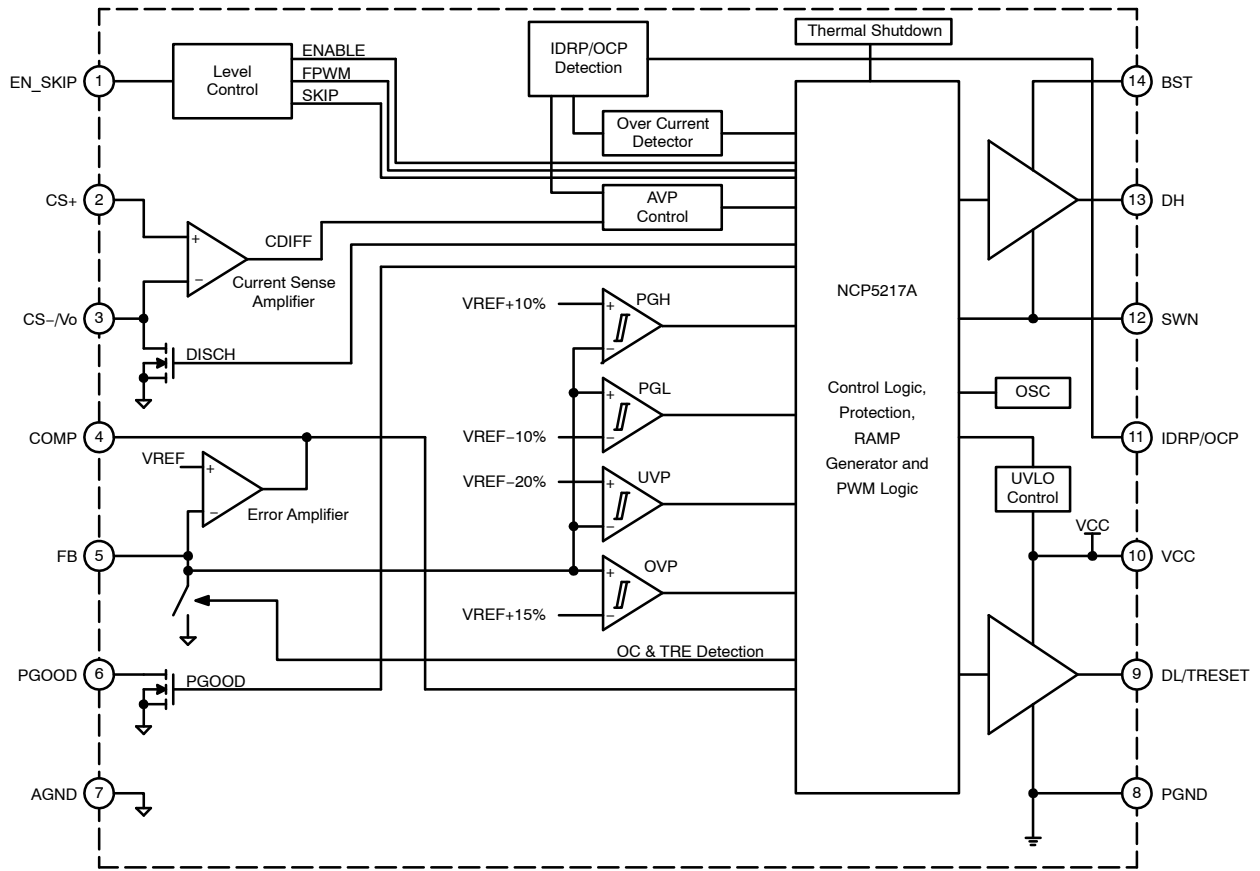 Thermal Shutdown
IDRP/OCP
Detection
ENABLE
FPWM
SKIP
Level
Control
EN_SKIP
1
14
BST
Over Current
Detector
CS+
2
AVP
Control
13
DH
+
CDIFF
−
Current Sense
Amplifier
NCP5217A
VREF+10%
+
PGH
−
CS−/Vo
3
12
SWN
DISCH
PGL
+
VREF−10%
−
Control Logic,
Protection,
RAMP
Generator and
PWM Logic
OSC
COMP
4
11
IDRP/OCP
VREF
+
−
Error Amplifier
VREF−20%
+
UVP
−
UVLO
Control
VCC
FB
5
10
VCC
OVP
+
VREF+15%
−
OC & TRE Detection
PGOOD
6
PGOOD
9
DL/TRESET
AGND
7
8
PGND